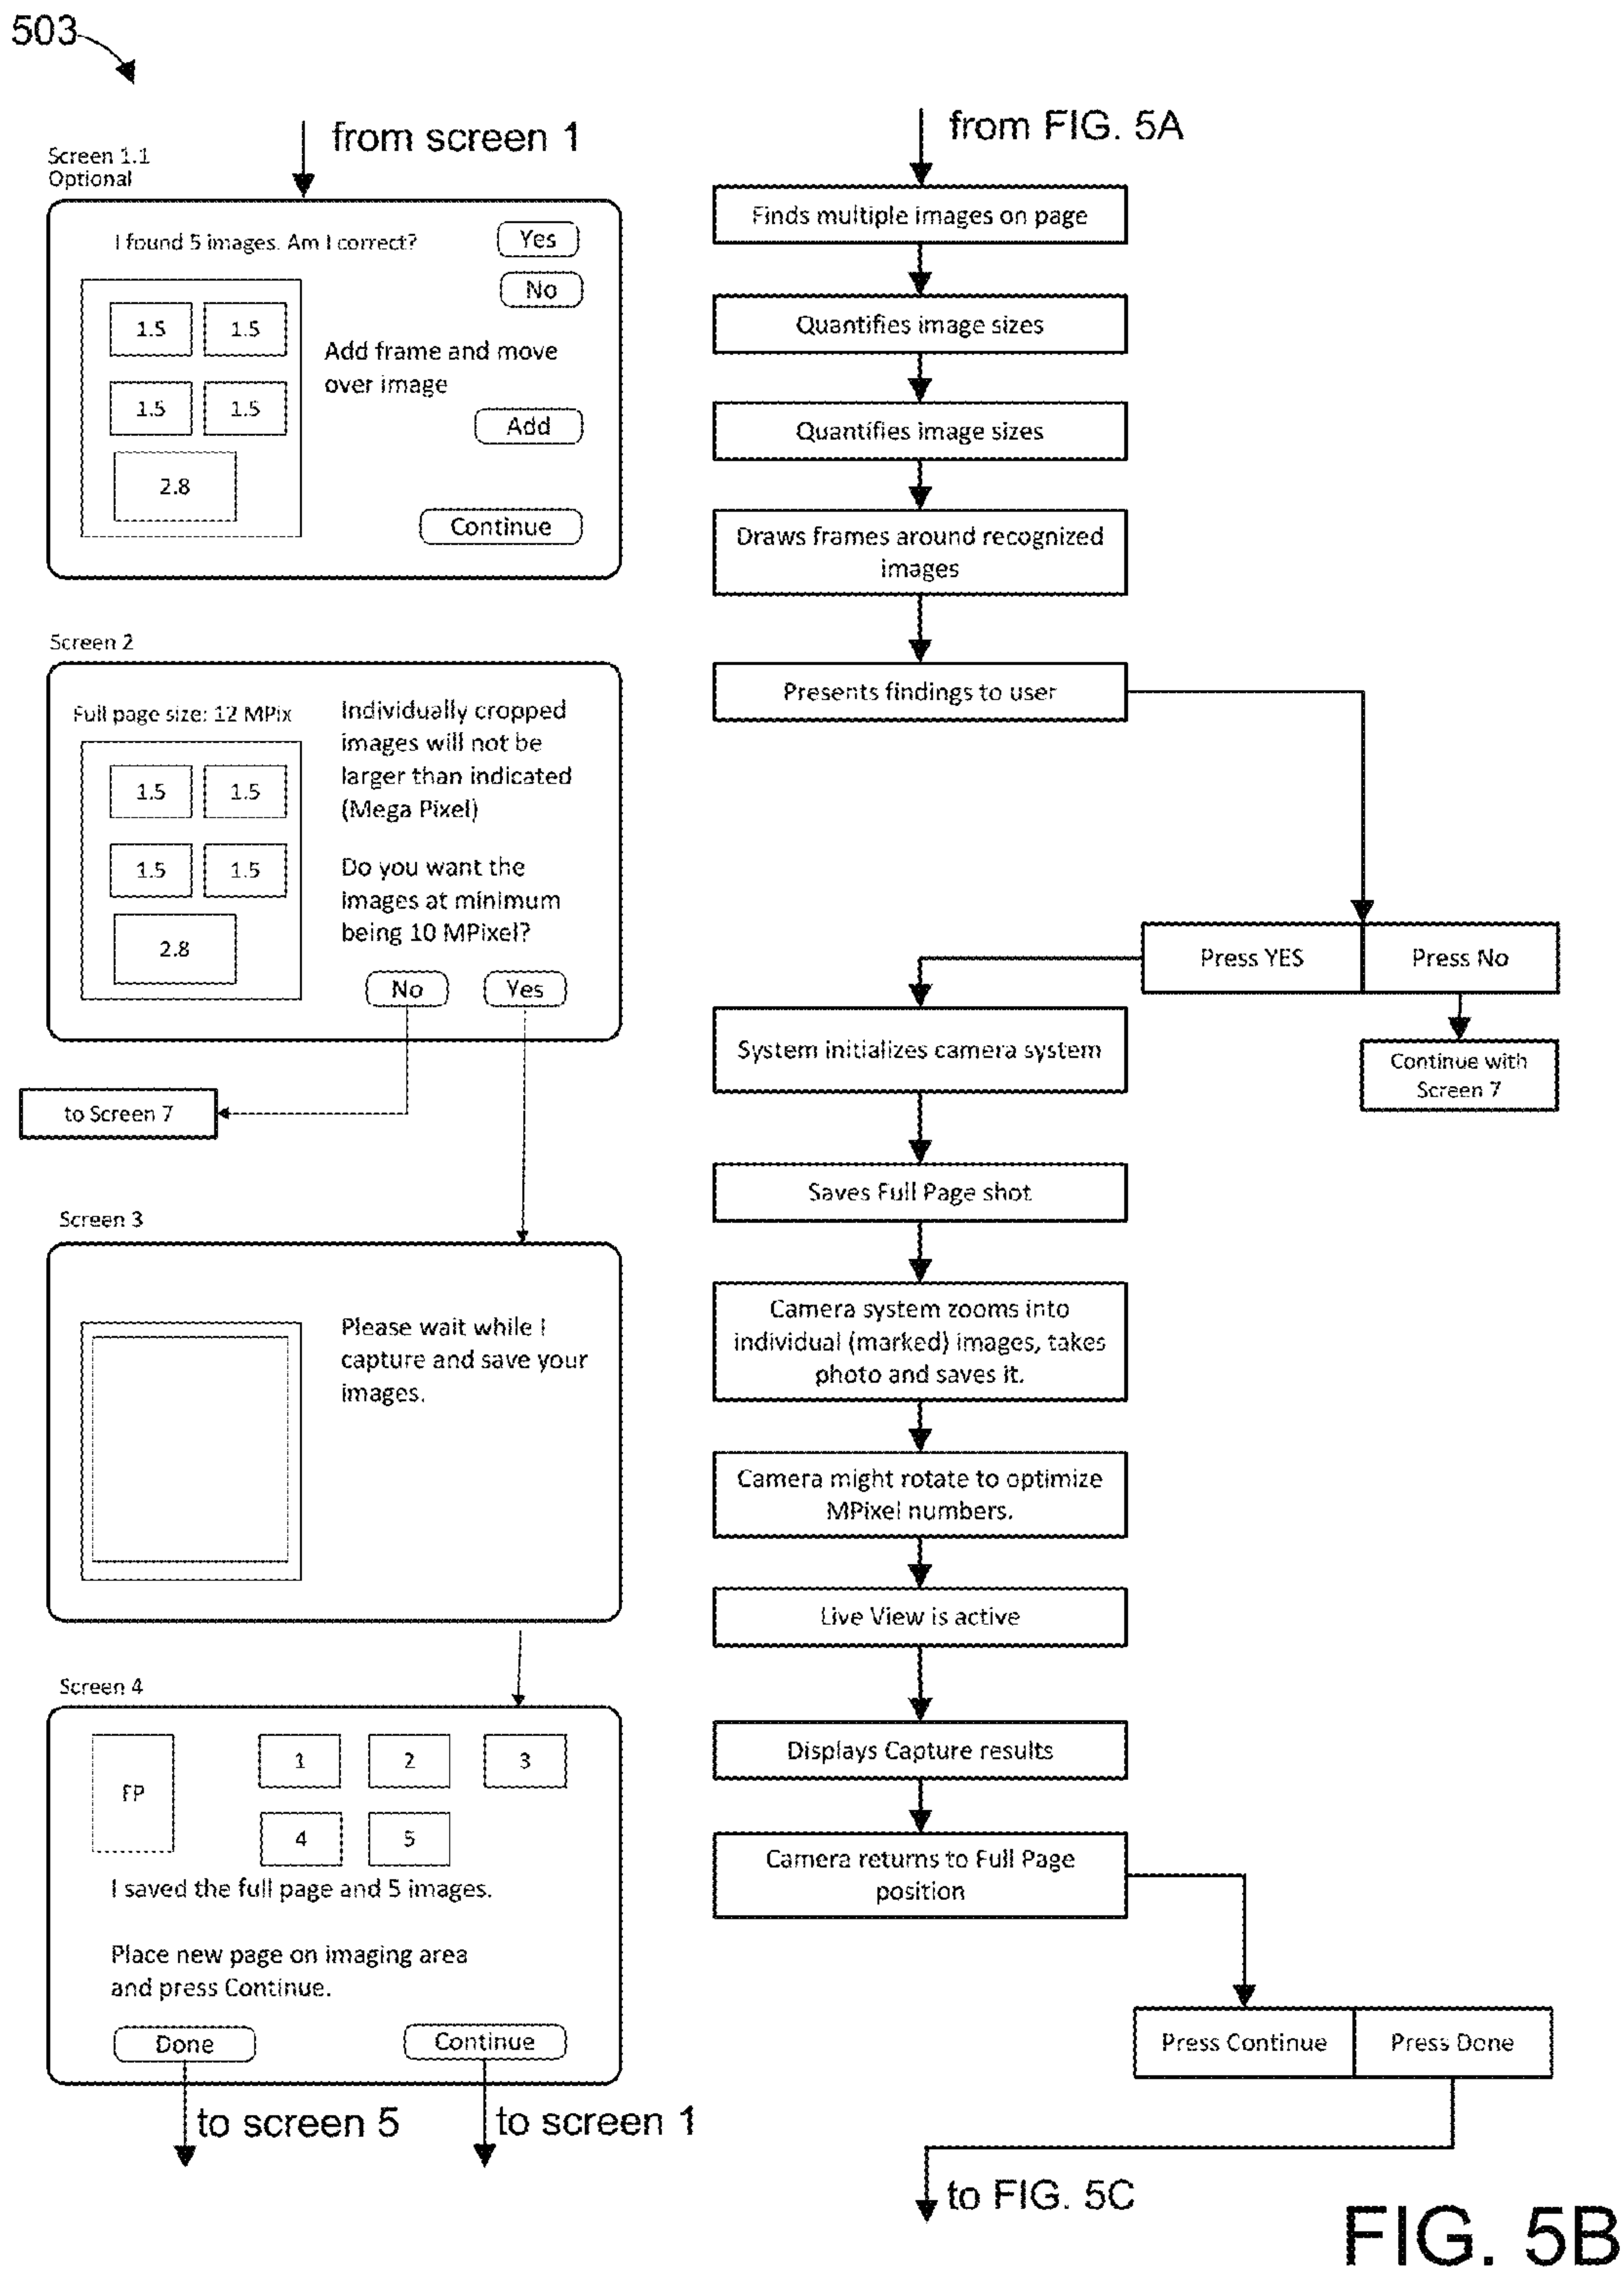 503
from screen 1
Screen 1.1
Optional
I found 5 images. Am I correct?
Yes
No
1.5
1.5
Add frame and move
over image
1.5
1.5
Add
2.8
Continue
Screen 2
Full page size: 12 MPix
Individually cropped
images will not be
larger than indicated
(Mega Pixel)
1.5
1.5
1.5
1.5
Do you want the
images at minimum
being 10 MPixel?
2.8
No
Yes
to Screen 7
Screen 3
Please wait while I
capture and save your
images.
Screen 4
FP
1
2
3
4
5
I saved the full page and 5 images.
Place new page on imaging area
and press Continue.
Done
Continue
to screen 5
to screen 1
from FIG. 5A
Finds multiple images on page
Quantifies image sizes
Quantifies image sizes
Draws frames around recognized
images
Presents findings to user
Press YES
Press No
System initializes camera system
Continue with
Screen 7
Saves Full Page shot
Camera system zooms into
individual (marked) images, takes
photo and saves it.
Camera might rotate to optimize
MPixel numbers.
Live View is active
Displays Capture results
Camera returns to Full Page
position
Press Continue
Press Done
to FIG. 5C
FIG. 5B